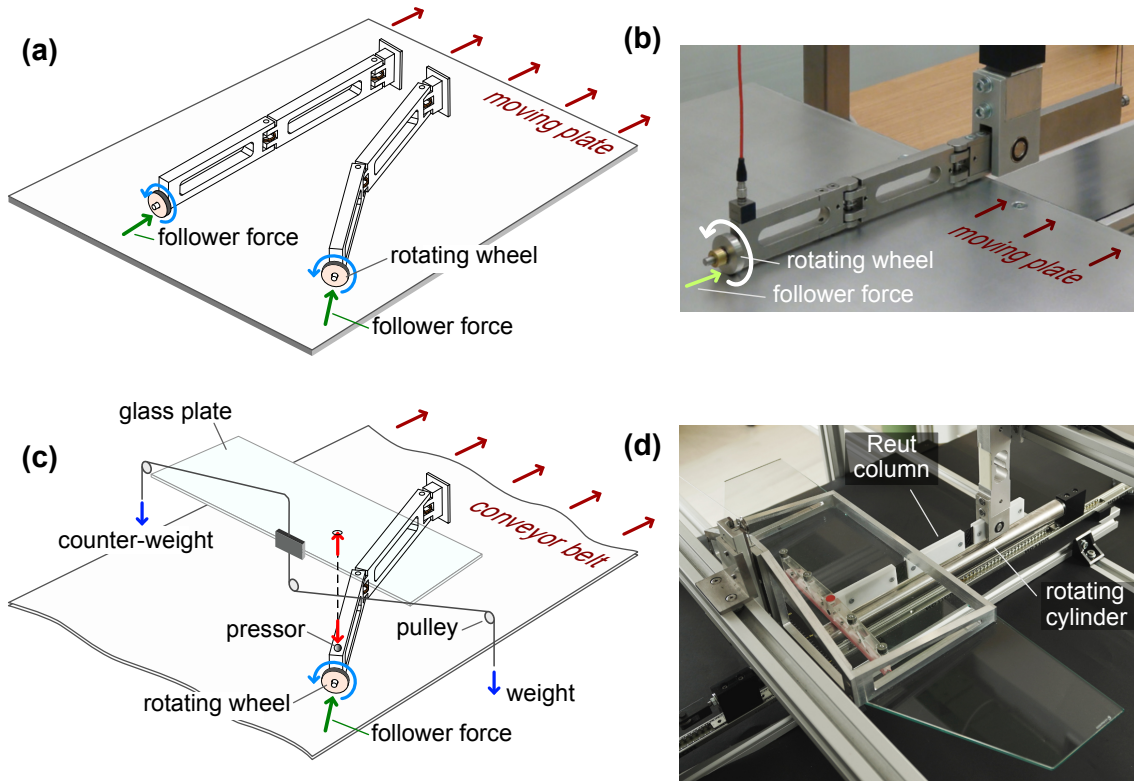 (a)
moving plate
follower force
rotating wheel
follower force
(b)
rotating wheel
follower force
moving plate
(c)
glass plate
counter-weight
conveyor belt
pressor
pulley
rotating wheel
weight
follower force
(d)
Reut
column
rotating
cylinder